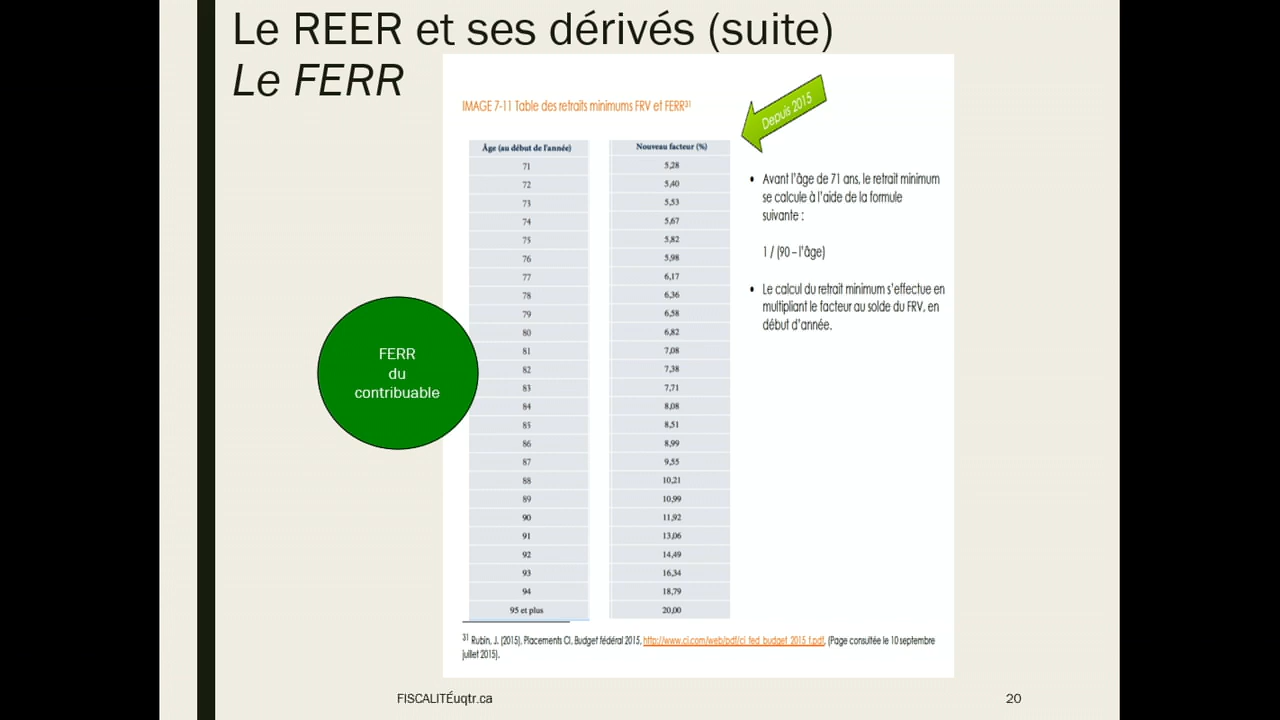 Le REER et ses dérivés (suite)
Le FERR
IMAGE 7-11 Table des retraits minimums FRV et FERR31
Depuis 2015
Âge (au début de l'année) Nouveau facteur (%)
71 5,28
72 5,40
73 5,53
74 5,67
75 5,82
76 5,98
77 6,17
78 6,36
79 6,58
80 6,82
81 7,08
82 7,38
83 7,71
84 8,08
85 8,51
86 8,99
87 9,55
88 10,21
89 10,99
90 11,92
91 13,06
92 14,49
93 16,34
94 18,79
95 et plus 20,00
• Avant l'âge de 71 ans, le retrait minimum
se calcule à l'aide de la formule
suivante :
1 / (90 – l'âge)
• Le calcul du retrait minimum s'effectue en
multipliant le facteur au solde du FRV, en
début d'année.
FERR
du
contribuable
31 Rubin, J. (2015). Placements CI, Budget fédéral 2015, http://www.ci.com/web/pdf/ci_fed_budget_2015_f.pdf, (Page consultée le 10 septembre
juillet 2015).
FISCALITÉuqtr.ca
20